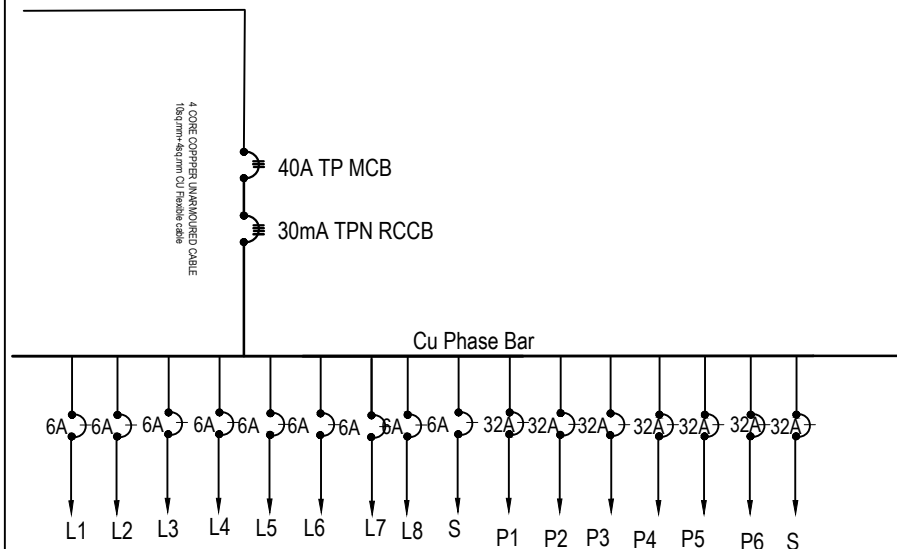 4 CORE COPPPER UNARMOURED CABLE
10sq.mm+4sq.mm CU Flexible cable
40A TP MCB
30mA TPN RCCB
Cu Phase Bar
6A 6A 6A 6A 6A 6A 6A 6A 6A 32A 32A 32A 32A 32A 32A 32A
L1 L2 L3 L4 L5 L6 L7 L8 S P1 P2 P3 P4 P5 P6 S